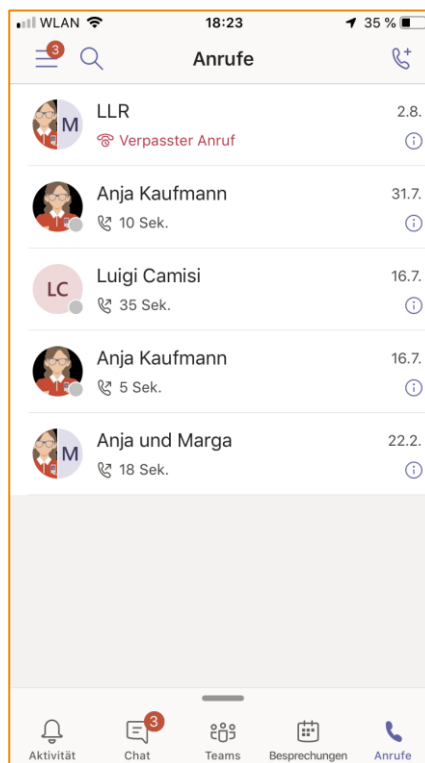 WLAN 18:23 35 %
3
Anrufe
LLR 2.8.
M
Verpasster Anruf
Anja Kaufmann 31.7.
10 Sek.
Luigi Camisi 16.7.
LC
35 Sek.
Anja Kaufmann 16.7.
5 Sek.
Anja und Marga 22.2.
M
18 Sek.
3
Aktivität Chat Teams Besprechungen Anrufe